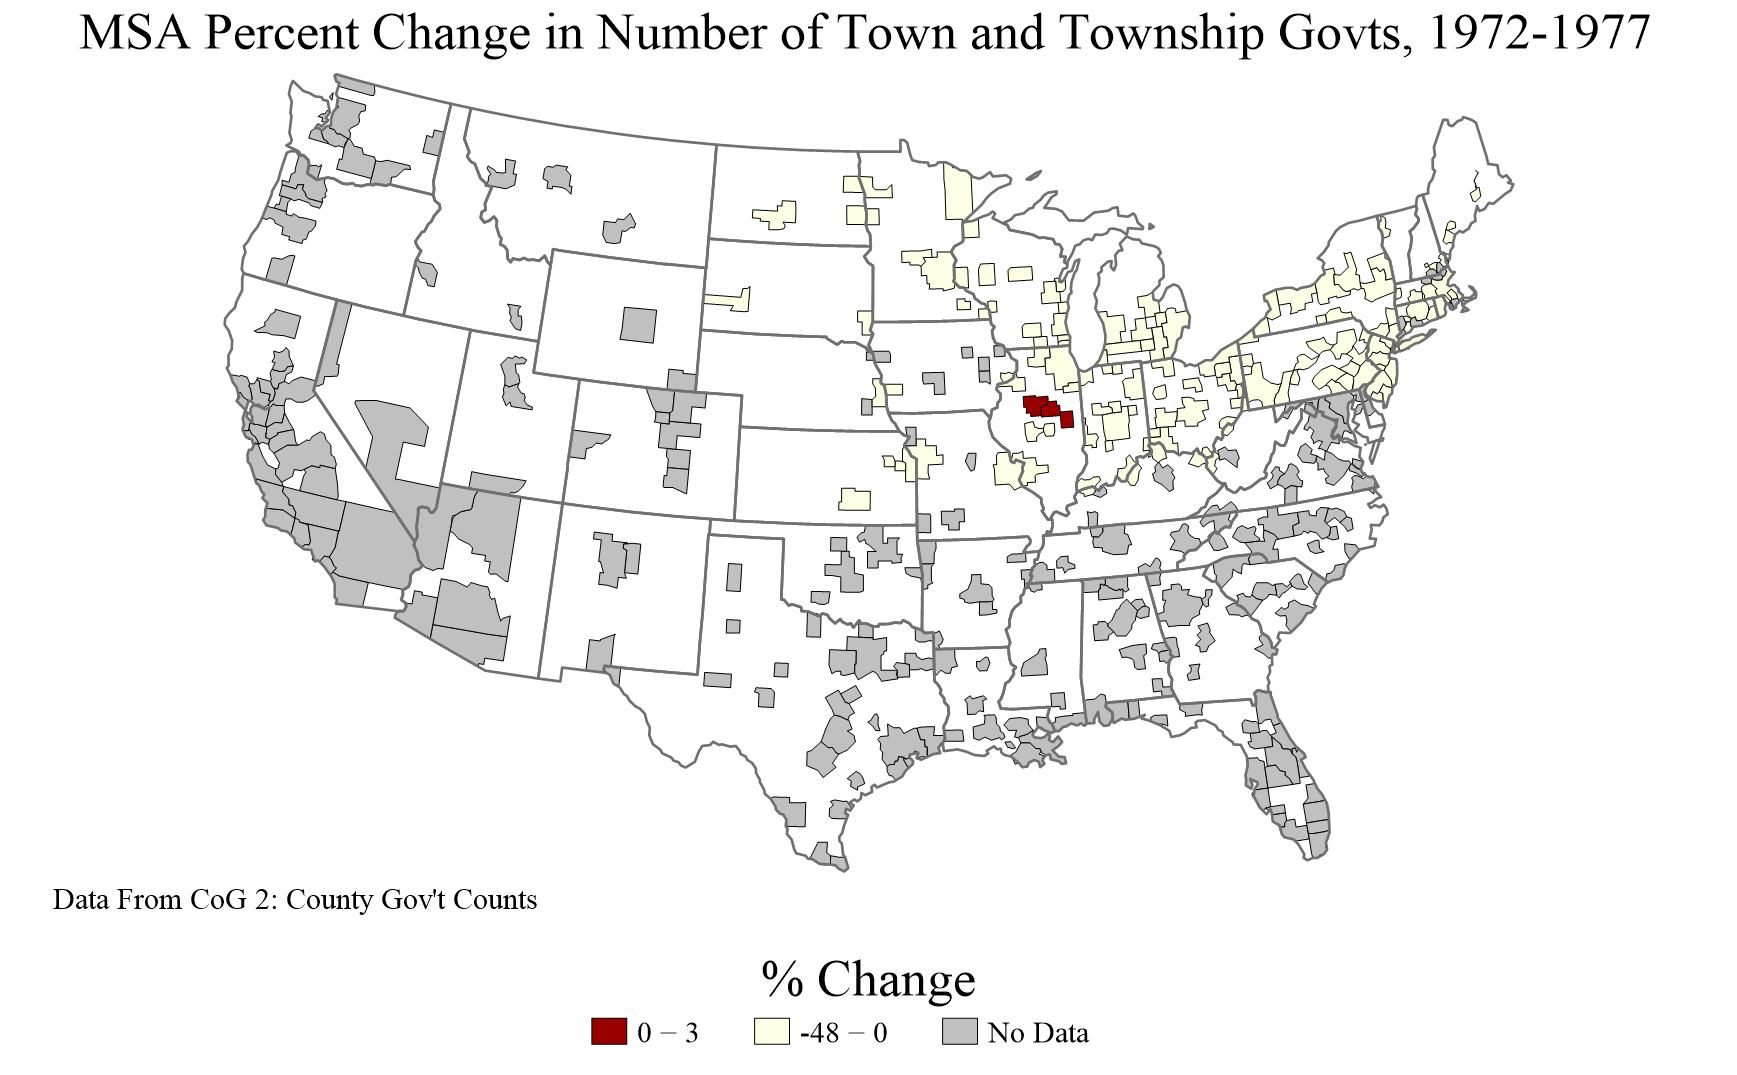 MSA Percent Change in Number of Town and Township Govts, 1972-1977
Data From CoG 2: County Gov't Counts
% Change
0 − 3
-48 − 0
No Data